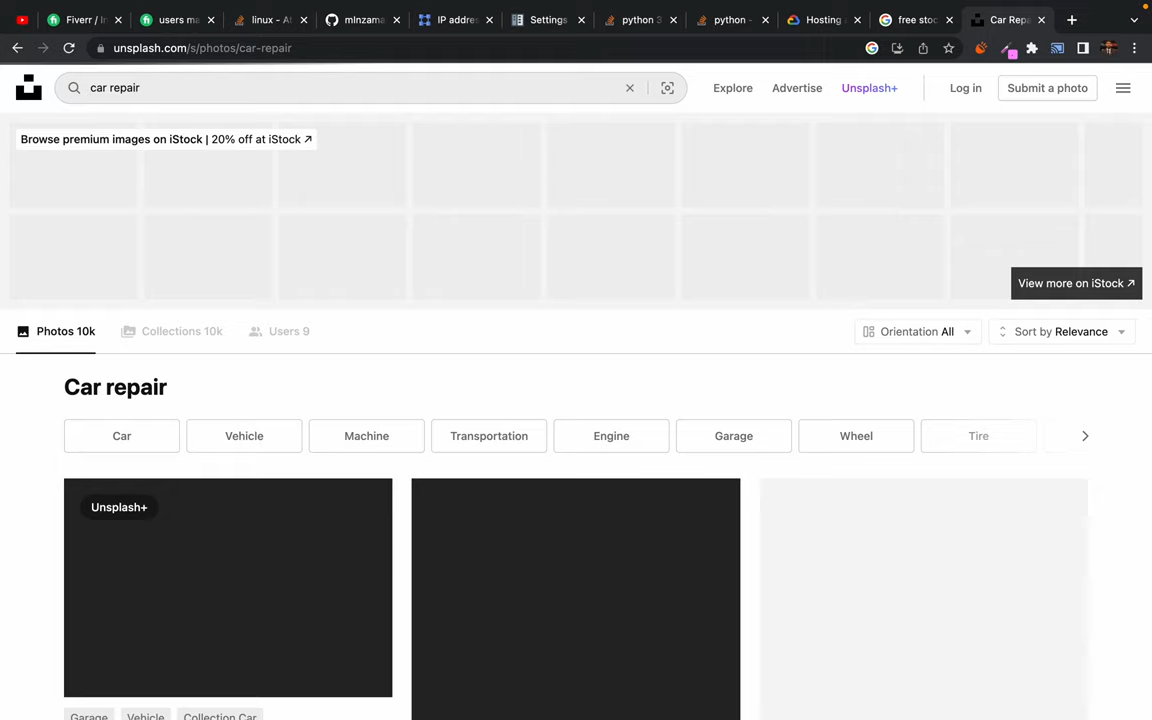 Fiverr / In
users ma
linux - At
mInzama
IP addres
Settings
python 3
python -
Hosting
free stoc
Car Repa
unsplash.com/s/photos/car-repair
car repair
Explore
Advertise
Unsplash+
Log in
Submit a photo
Browse premium images on iStock | 20% off at iStock ↗
View more on iStock ↗
Photos 10k
Collections 10k
Users 9
Orientation All
Sort by Relevance
Car repair
Car
Vehicle
Machine
Transportation
Engine
Garage
Wheel
Tire
Unsplash+
Garage
Vehicle
Collection Car